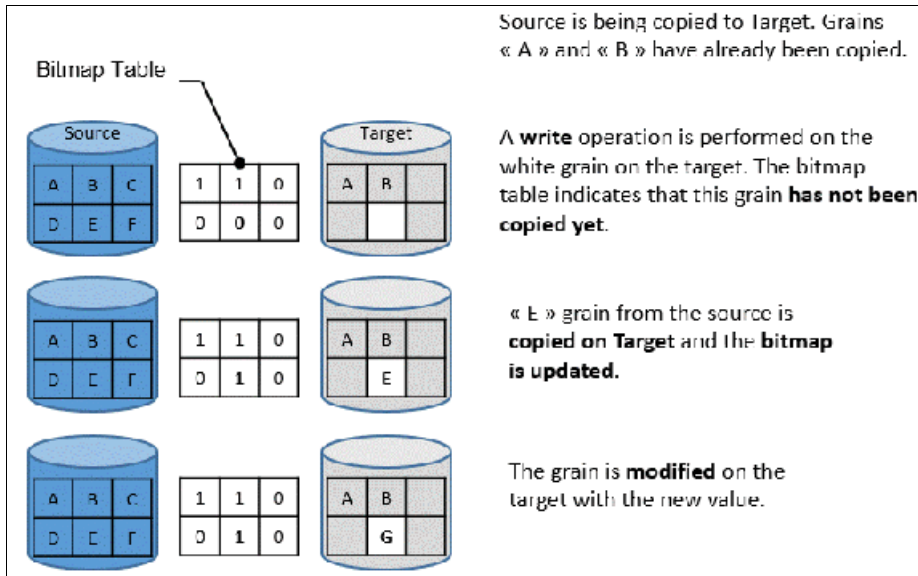 Source is being copied to Target. Grains
« A » and « B » have already been copied.
Bitmap Table
Source
Target
A B C
D E F
1 1 0
0 0 0
A B
A write operation is performed on the
white grain on the target. The bitmap
table indicates that this grain has not been
copied yet.
A B C
D E F
1 1 0
0 1 0
A B
E
« E » grain from the source is
copied on Target and the bitmap
is updated.
A B C
D E F
1 1 0
0 1 0
A B
G
The grain is modified on the
target with the new value.